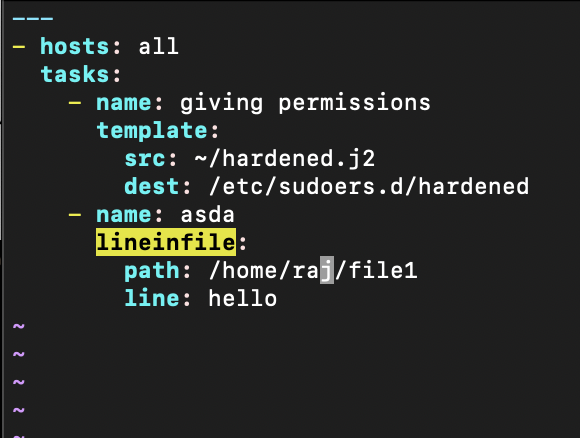 ---
- hosts: all
  tasks:
    - name: giving permissions
      template:
        src: ~/hardened.j2
        dest: /etc/sudoers.d/hardened
    - name: asda
      lineinfile:
        path: /home/raj/file1
        line: hello
~
~
~
~
~